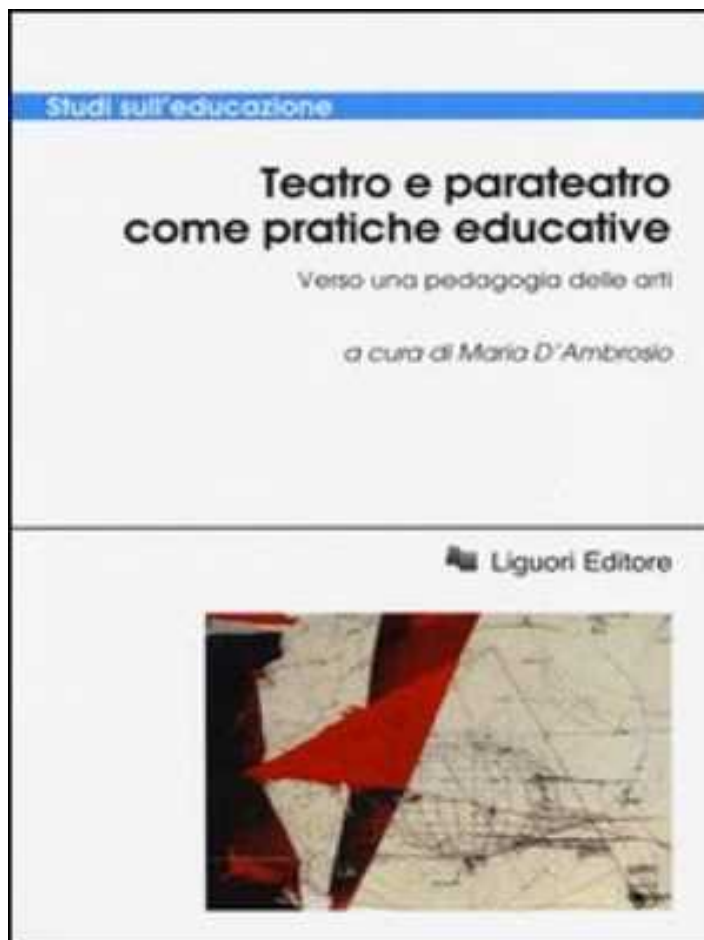 Studi sull'educazione
Teatro e parateatro
come pratiche educative
Verso una pedagogia delle arti
a cura di Maria D'Ambrosio
Liguori Editore